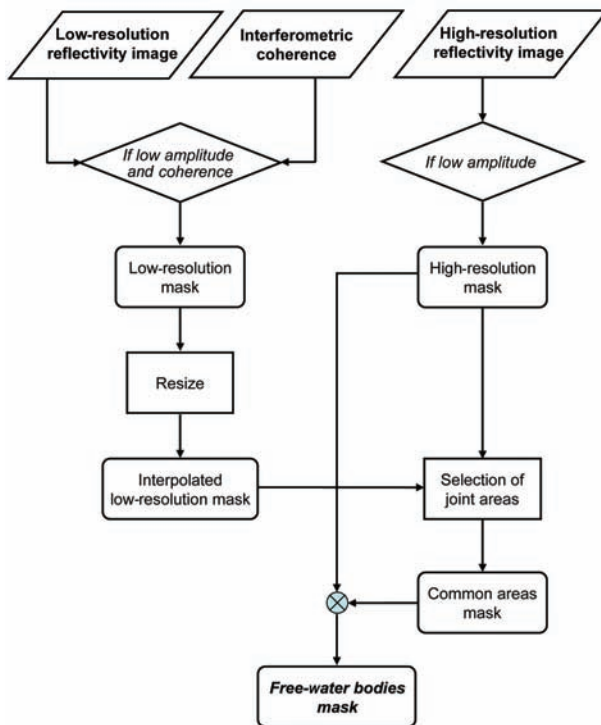 Low-resolution
reflectivity image
Interferometric
coherence
High-resolution
reflectivity image
If low amplitude
and coherence
If low amplitude
Low-resolution
mask
High-resolution
mask
Resize
Interpolated
low-resolution mask
Selection of
joint areas
Common areas
mask
Free-water bodies
mask